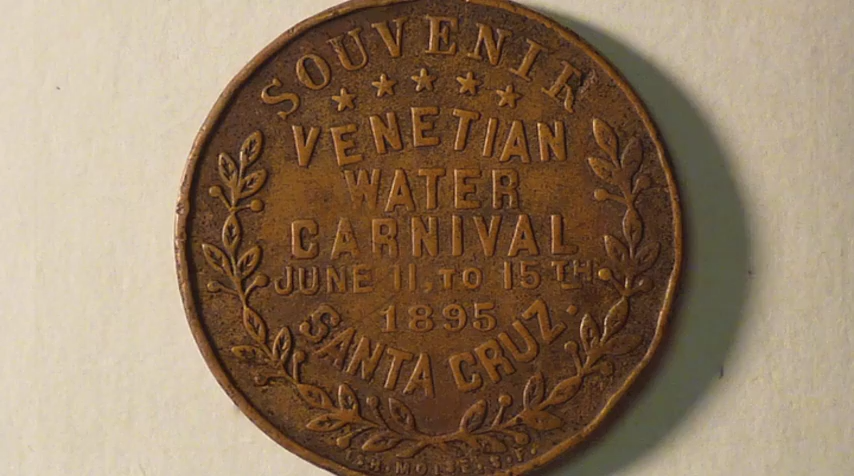 SOUVENIR
VENETIAN
WATER
CARNIVAL
JUNE 11, TO 15TH
1895
SANTA CRUZ.
L.H. MOISE. S.F.